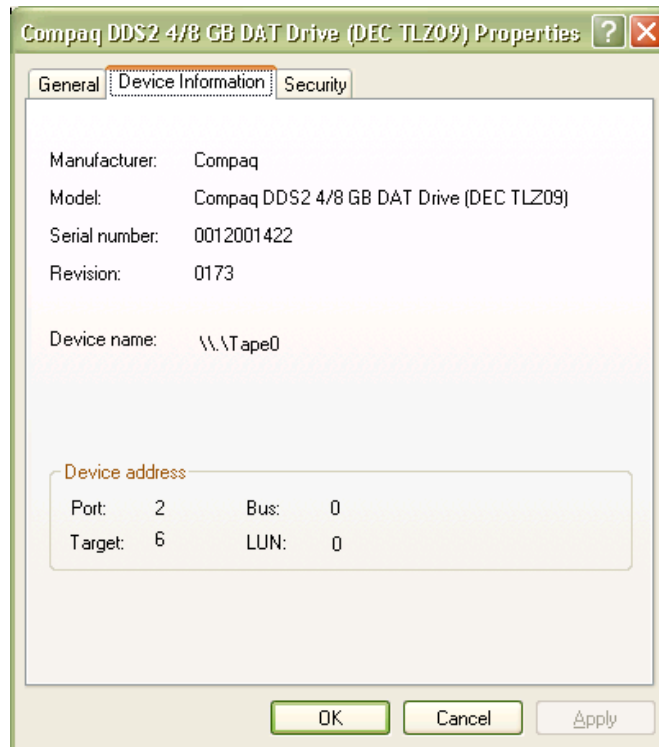 Compaq DDS2 4/8 GB DAT Drive (DEC TLZ09) Properties
General Device Information Security
Manufacturer: Compaq
Model: Compaq DDS2 4/8 GB DAT Drive (DEC TLZ09)
Serial number: 0012001422
Revision: 0173
Device name: \\.\Tape0
Device address
Port: 2 Bus: 0
Target: 6 LUN: 0
OK Cancel Apply